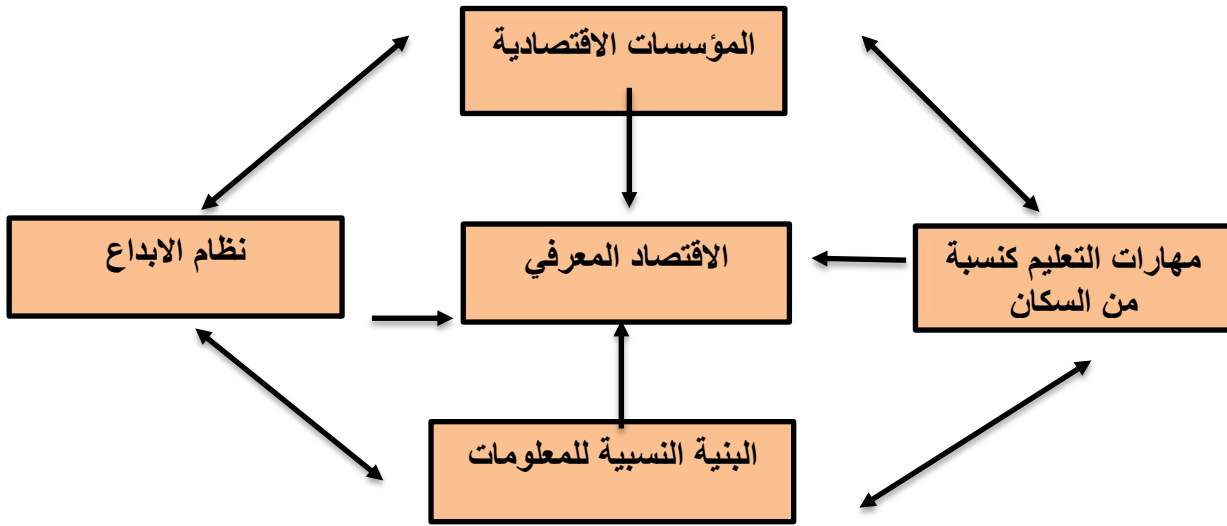 المؤسسات الاقتصادية
مهارات التعليم كنسبة
من السكان
الاقتصاد المعرفي
نظام الابداع
البنية النسبية للمعلومات